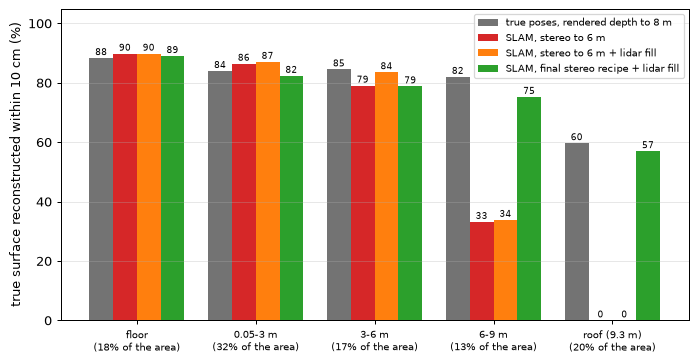 true surface reconstructed within 10 cm (%)
100
80
60
40
20
0
true poses, rendered depth to 8 m
SLAM, stereo to 6 m
SLAM, stereo to 6 m + lidar fill
SLAM, final stereo recipe + lidar fill
88 90 90 89
84 86 87 82
85 79 84 79
82 33 34 75
60 0 0 57
floor
(18% of the area)
0.05-3 m
(32% of the area)
3-6 m
(17% of the area)
6-9 m
(13% of the area)
roof (9.3 m)
(20% of the area)